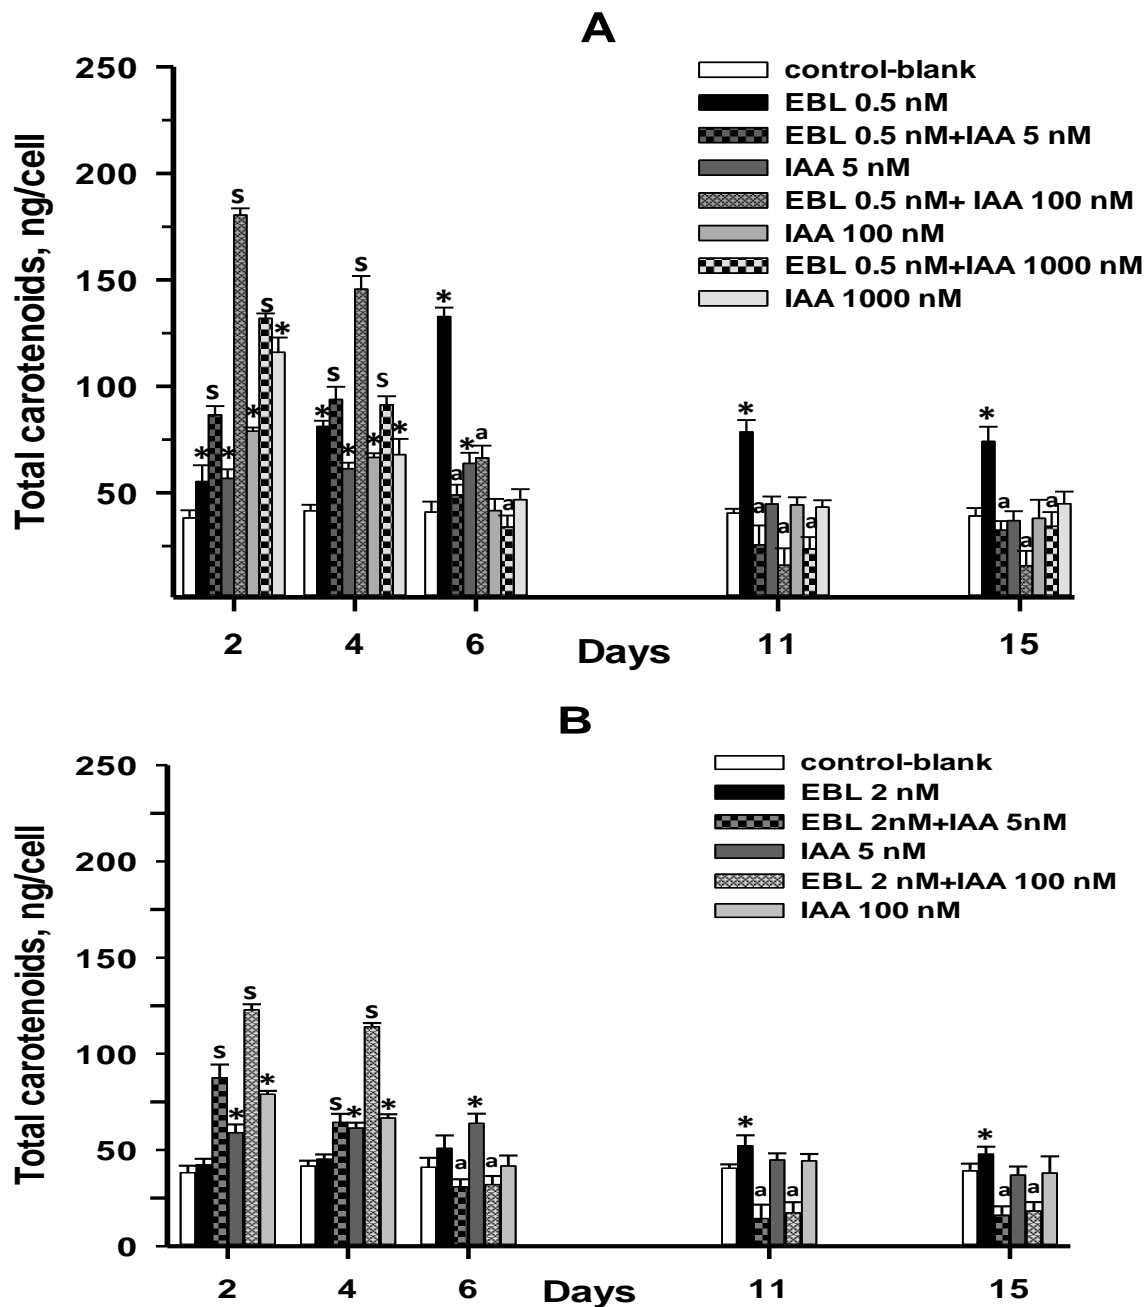 A
250
200
150
100
50
Total carotenoids, ng/cell
control-blank
EBL 0.5 nM
EBL 0.5 nM+IAA 5 nM
IAA 5 nM
EBL 0.5 nM+ IAA 100 nM
IAA 100 nM
EBL 0.5 nM+IAA 1000 nM
IAA 1000 nM
* s * s * s *
* s * s * s *
* a * a a
* a a a
* a a a
2 4 6 11 15
Days
B
250
200
150
100
50
0
Total carotenoids, ng/cell
control-blank
EBL 2 nM
EBL 2nM+IAA 5nM
IAA 5 nM
EBL 2 nM+IAA 100 nM
IAA 100 nM
s * s *
s * s *
a * a
* a a
* a a
2 4 6 11 15
Days